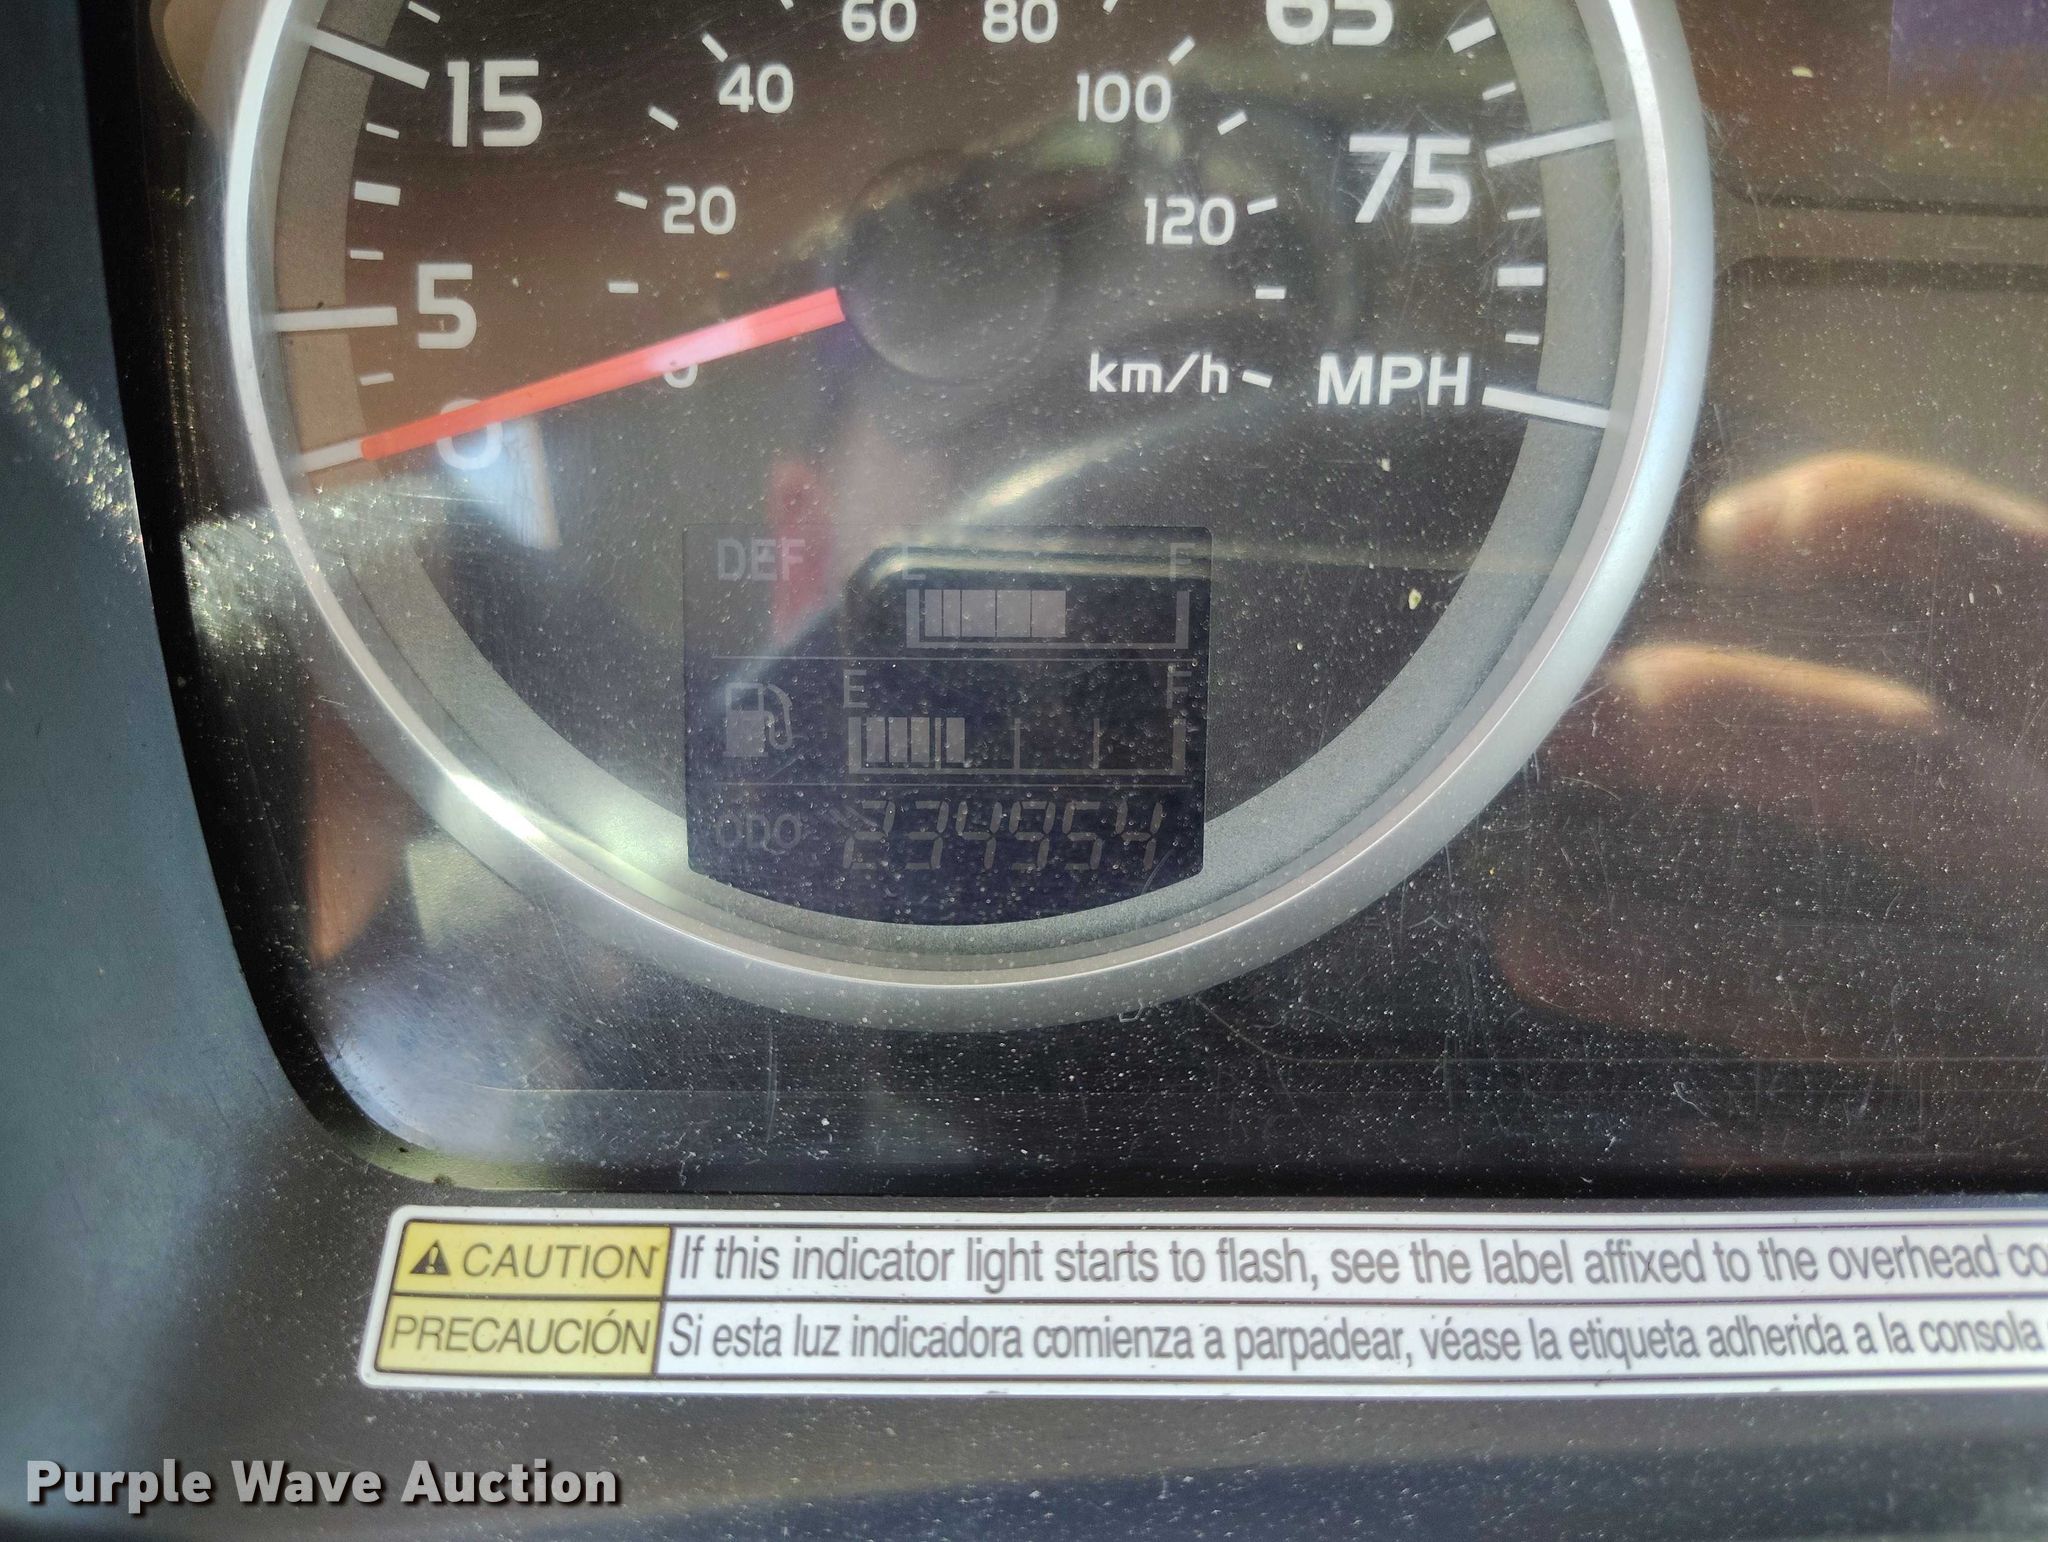 60 80 65
15 40 100
75
20 120
5
0 km/h MPH
0
DEF E F
E F
ODO 234954
CAUTION If this indicator light starts to flash, see the label affixed to the overhead co
PRECAUCIÓN Si esta luz indicadora comienza a parpadear, véase la etiqueta adherida a la consola
Purple Wave Auction